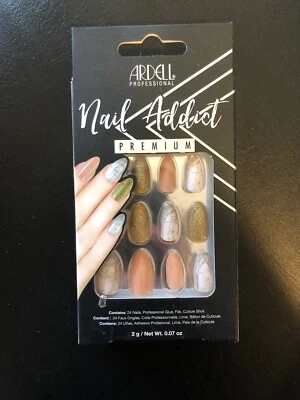 ARDELL®
PROFESSIONAL
Nail Addict
PREMIUM
Contains: 24 Nails, Professional Glue, File, Cuticle Stick
Contient : 24 Faux Ongles, Colle Professionnelle, Lime, Bâton de Cuticule
Contiene: 24 Uñas, Adhesivo Profesional, Lima, Palo de Cutícula
2 g / Net Wt. 0.07 oz